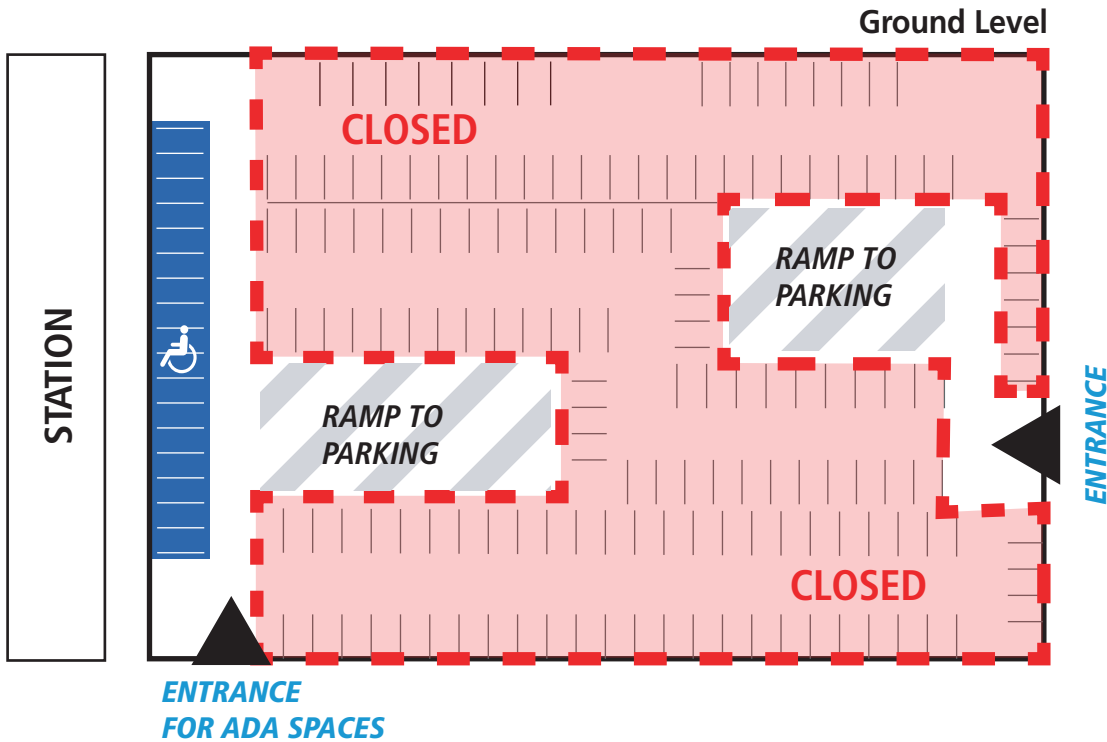 Ground Level
CLOSED
RAMP TO
PARKING
STATION
RAMP TO
PARKING
ENTRANCE
CLOSED
ENTRANCE
FOR ADA SPACES